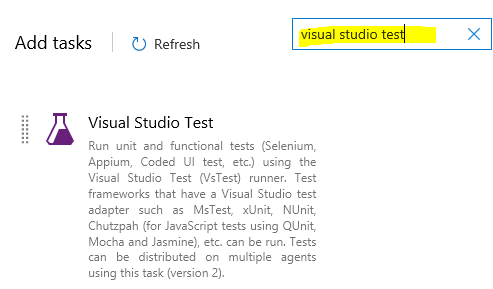 visual studio test
Add tasks
Refresh
Visual Studio Test
Run unit and functional tests (Selenium,
Appium, Coded UI test, etc.) using the
Visual Studio Test (VsTest) runner. Test
frameworks that have a Visual Studio test
adapter such as MsTest, xUnit, NUnit,
Chutzpah (for JavaScript tests using QUnit,
Mocha and Jasmine), etc. can be run. Tests
can be distributed on multiple agents
using this task (version 2).